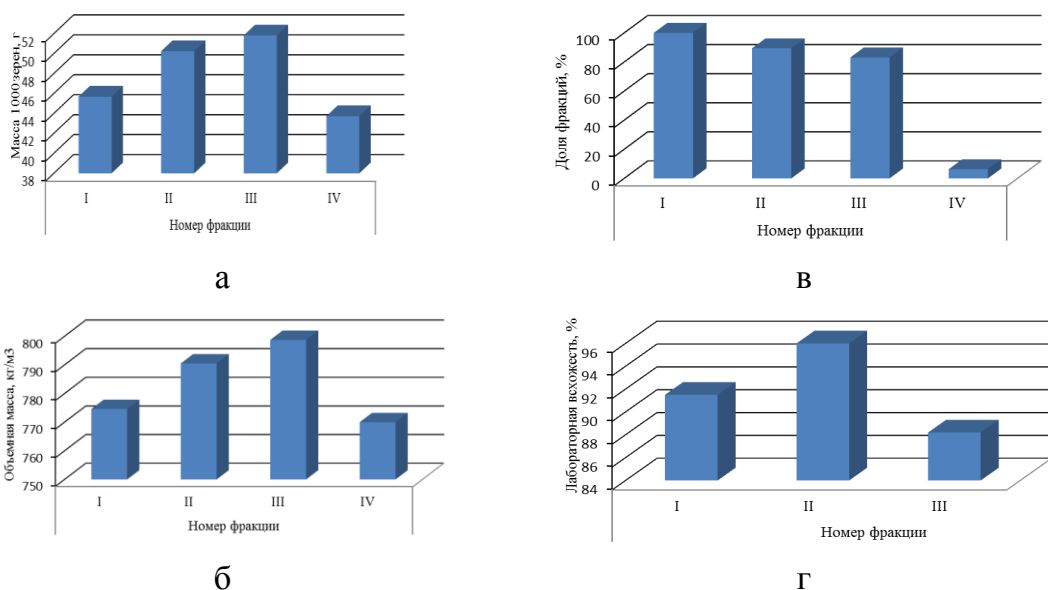 Масса 1000 зерен, г
52
50
48
46
44
42
40
38
I II III IV
Номер фракции
а
Доля фракций, %
100
80
60
40
20
0
I II III IV
Номер фракции
в
Объемная масса, кг/м3
800
790
780
770
760
750
I II III IV
Номер фракции
б
Лабораторная всхожесть, %
96
94
92
90
88
86
84
I II III
Номер фракции
г